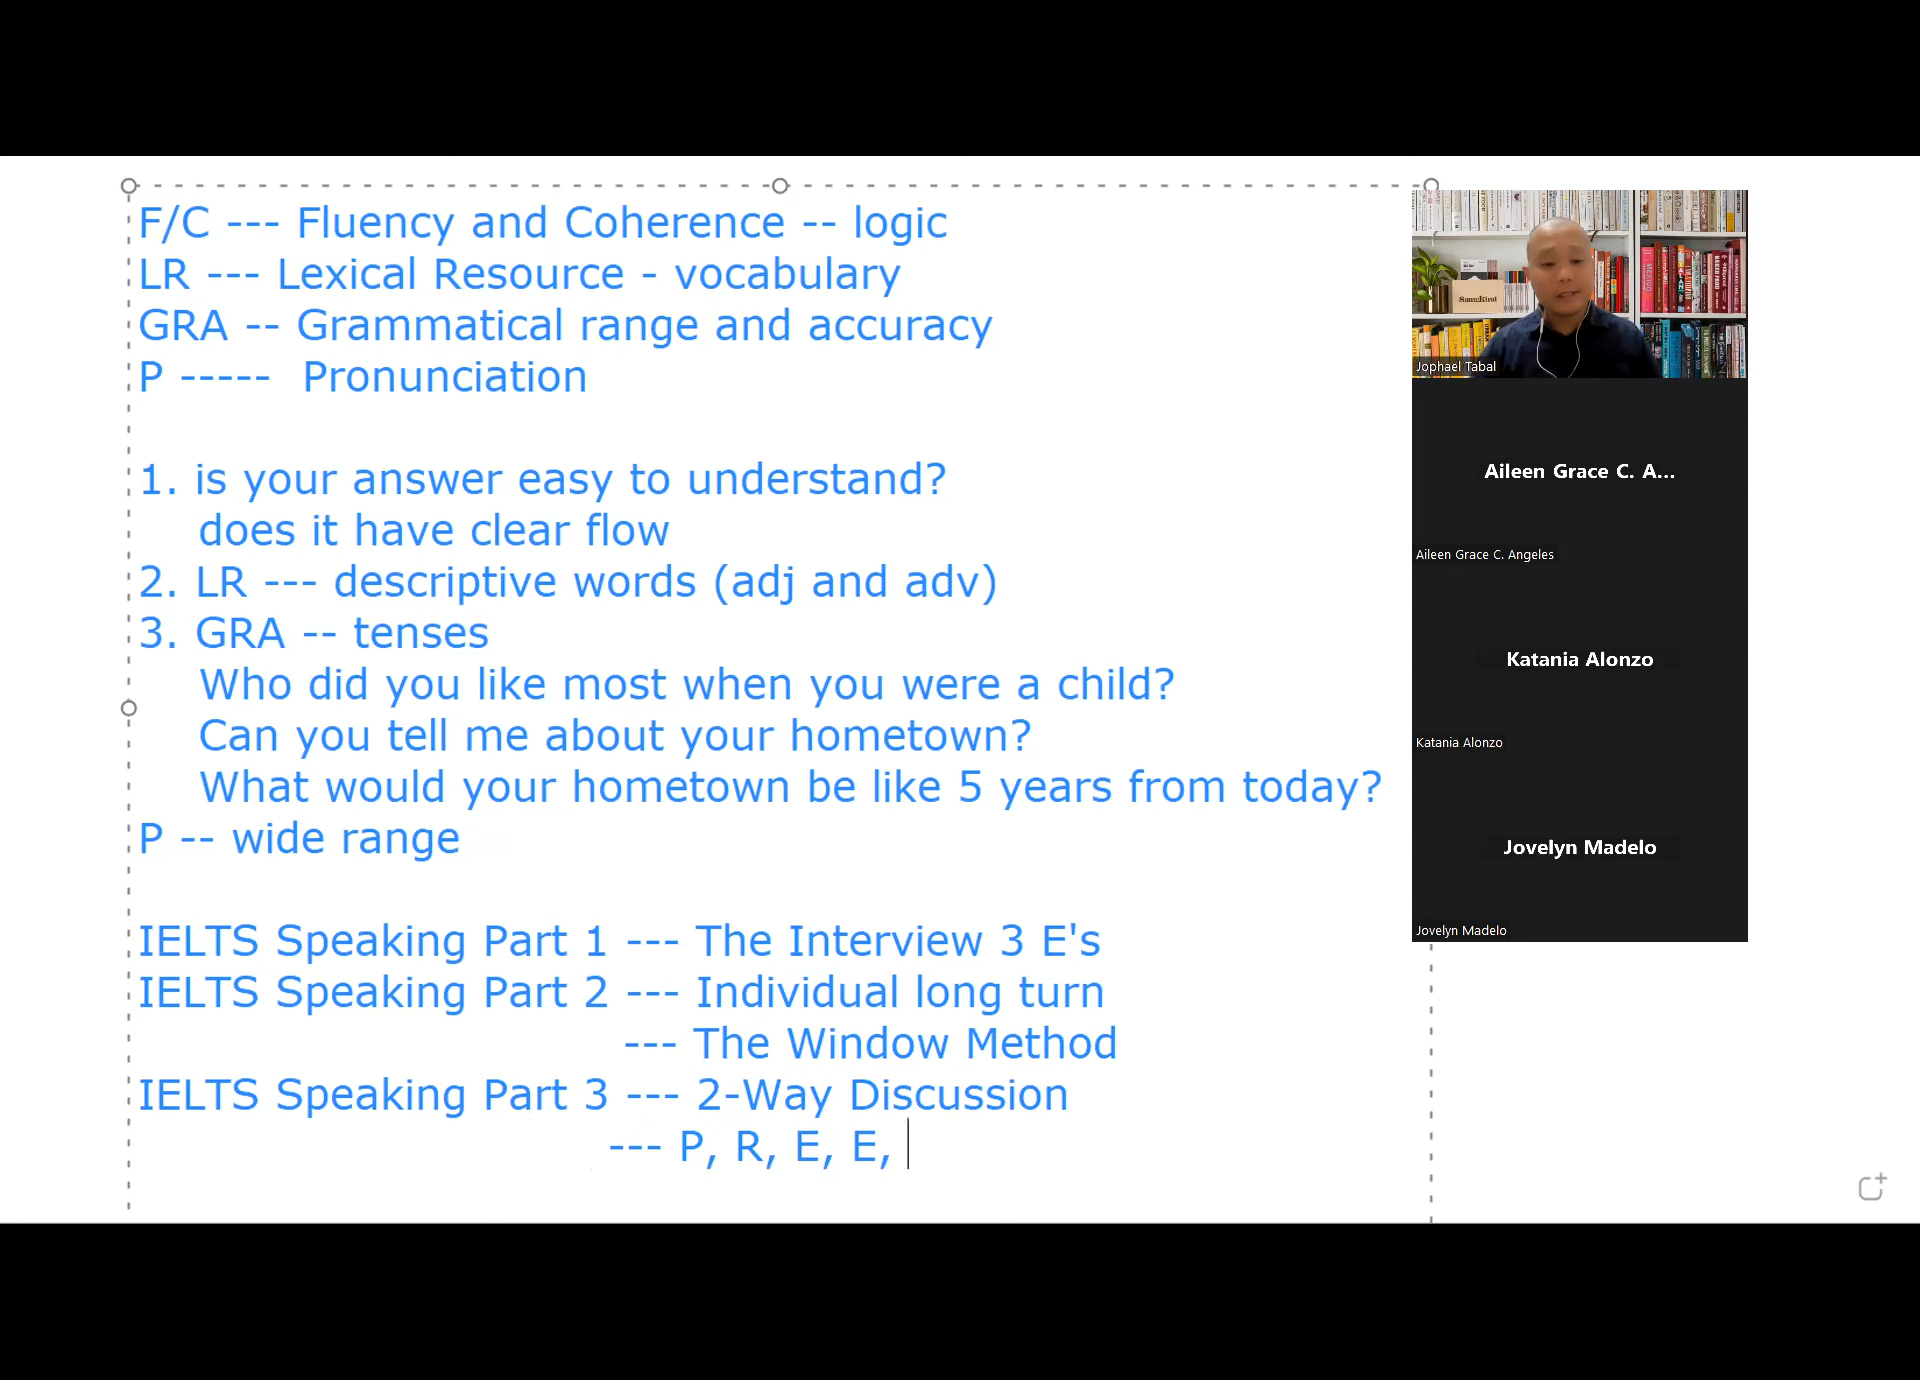 F/C --- Fluency and Coherence -- logic
LR --- Lexical Resource - vocabulary
GRA -- Grammatical range and accuracy
P ----- Pronunciation
1. is your answer easy to understand?
does it have clear flow
2. LR --- descriptive words (adj and adv)
3. GRA -- tenses
Who did you like most when you were a child?
Can you tell me about your hometown?
What would your hometown be like 5 years from today?
P -- wide range
IELTS Speaking Part 1 --- The Interview 3 E's
IELTS Speaking Part 2 --- Individual long turn
--- The Window Method
IELTS Speaking Part 3 --- 2-Way Discussion
--- P, R, E, E,
SomeKind
Jophael Tabal
Aileen Grace C. A...
Aileen Grace C. Angeles
Katania Alonzo
Katania Alonzo
Jovelyn Madelo
Jovelyn Madelo